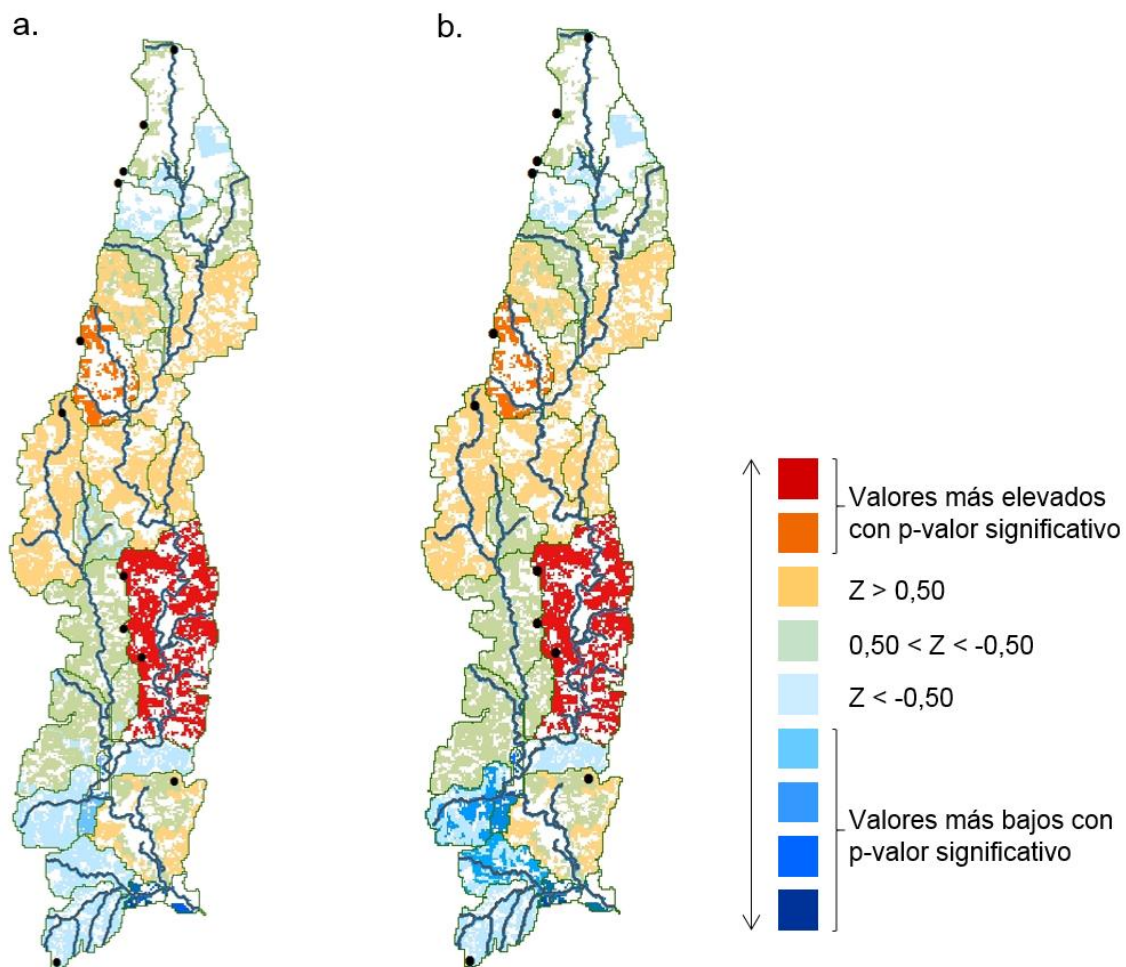 a.
b.
Valores más elevados
con p-valor significativo
Z > 0,50
0,50 < Z < -0,50
Z < -0,50
Valores más bajos con
p-valor significativo